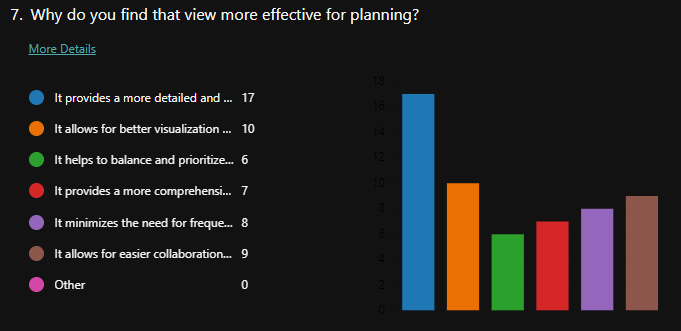 7. Why do you find that view more effective for planning?
More Details
It provides a more detailed and ... 17
It allows for better visualization ... 10
It helps to balance and prioritize... 6
It provides a more comprehensi... 7
It minimizes the need for freque... 8
It allows for easier collaboration... 9
Other 0
18
16
14
12
10
8
6
4
2
0